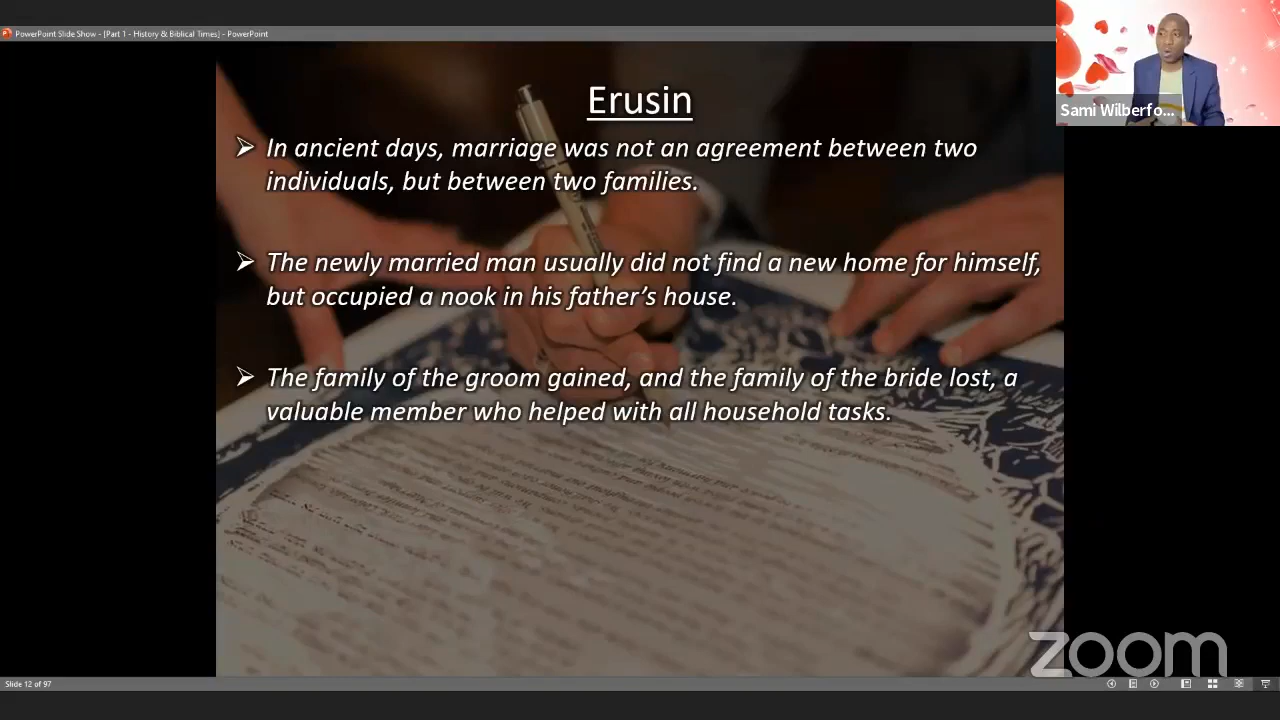 PowerPoint Slide Show - [Part 1 - History & Biblical Times] - PowerPoint
Sami Wilberfo...
Erusin
➢ In ancient days, marriage was not an agreement between two
individuals, but between two families.
➢ The newly married man usually did not find a new home for himself,
but occupied a nook in his father’s house.
➢ The family of the groom gained, and the family of the bride lost, a
valuable member who helped with all household tasks.
zoom
Slide 12 of 97